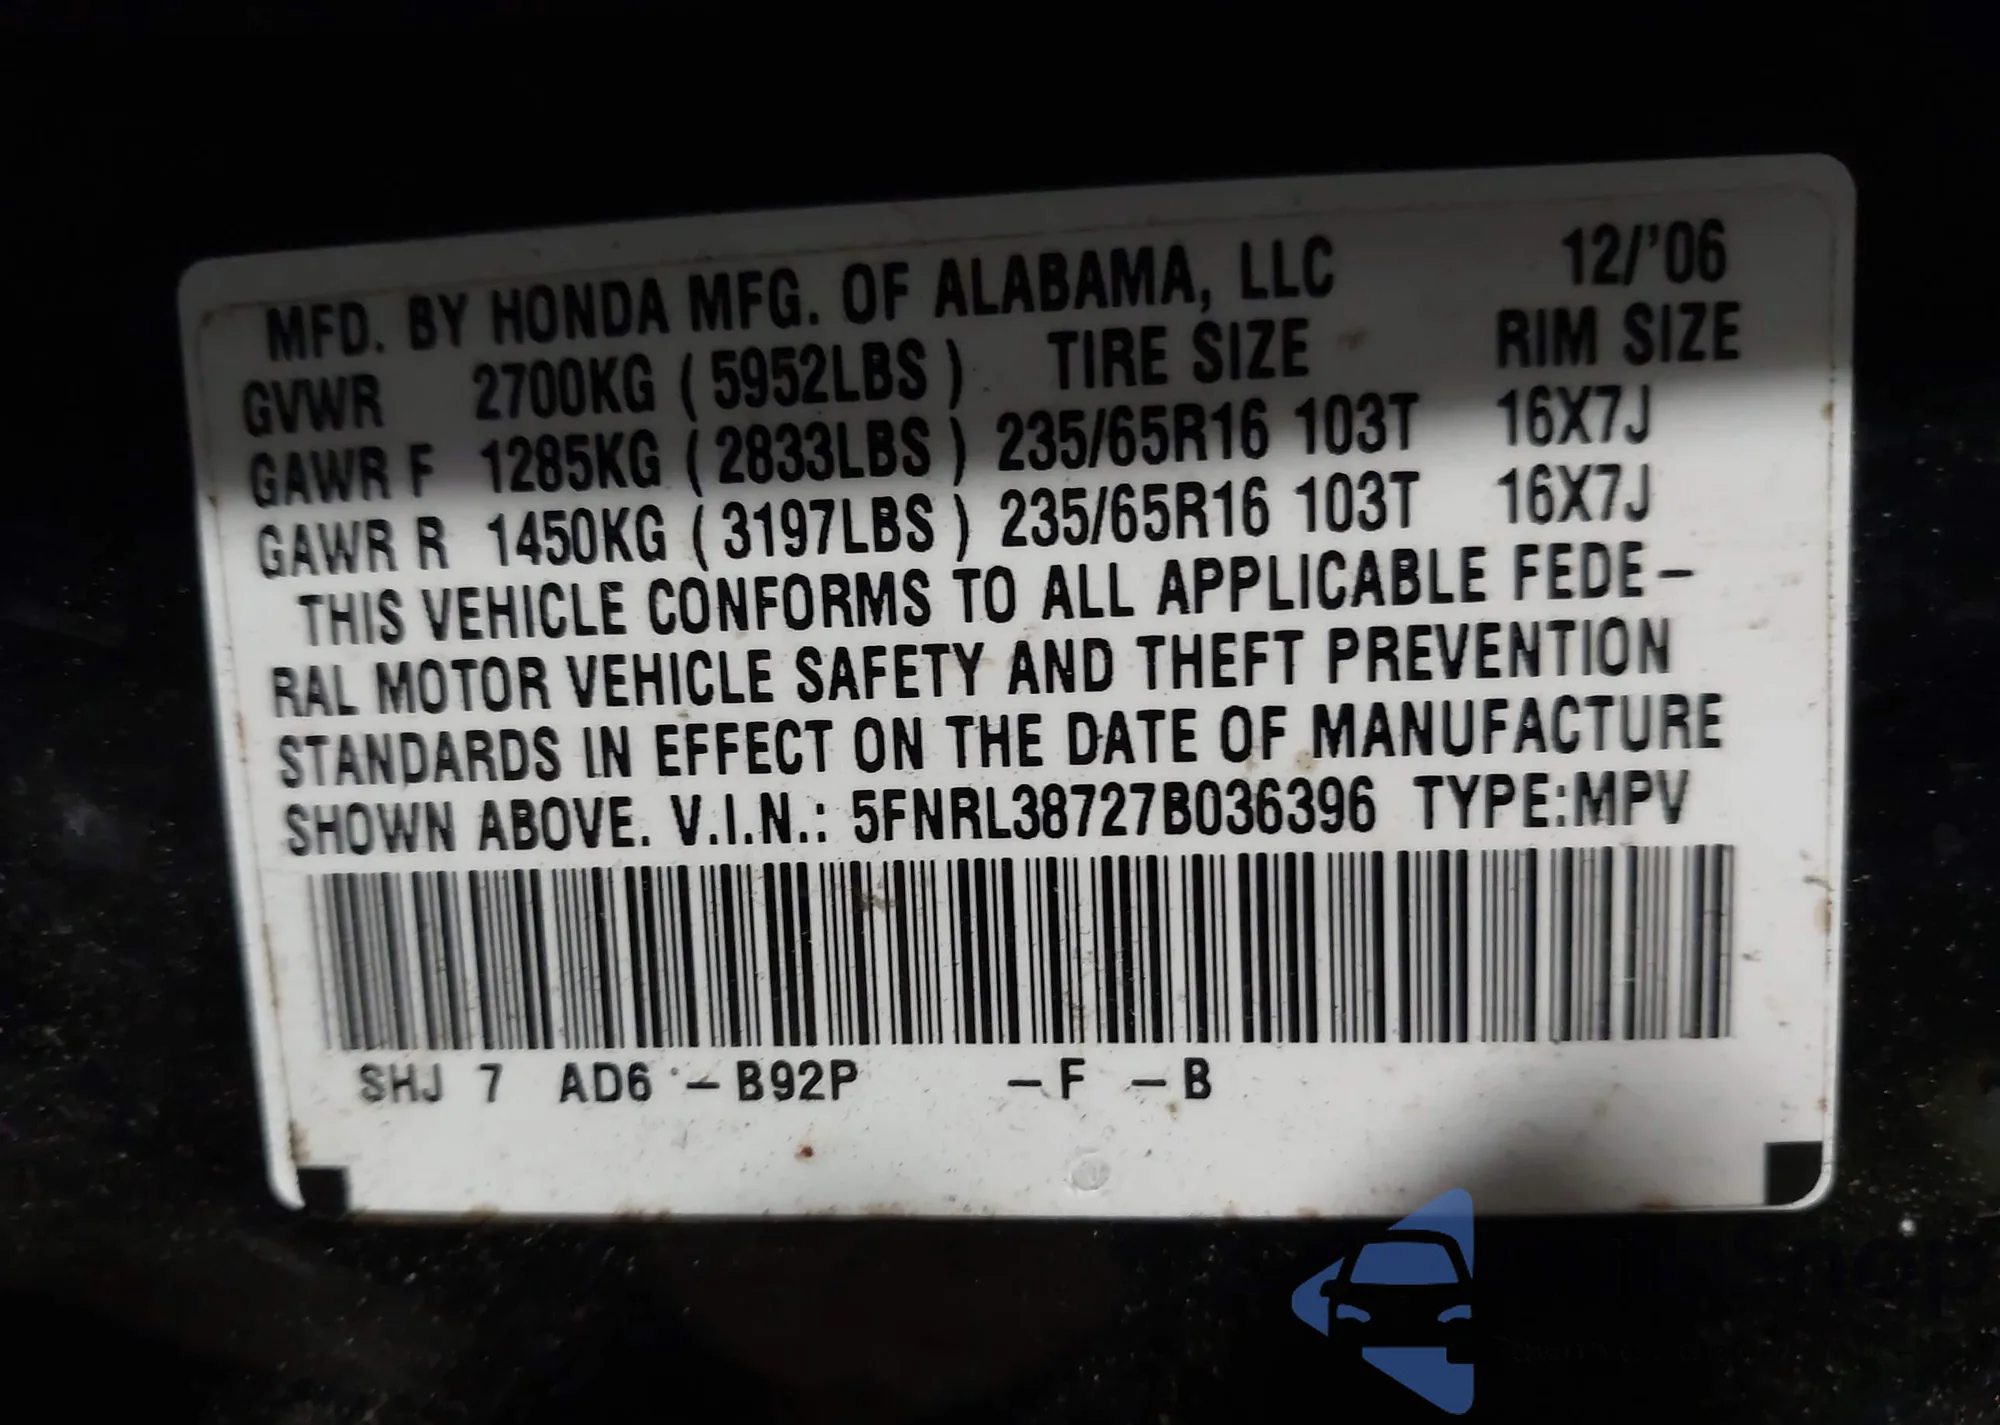 MFD. BY HONDA MFG. OF ALABAMA, LLC 12/'06
GVWR 2700KG (5952LBS) TIRE SIZE RIM SIZE
GAWR F 1285KG (2833LBS) 235/65R16 103T 16X7J
GAWR R 1450KG (3197LBS) 235/65R16 103T 16X7J
THIS VEHICLE CONFORMS TO ALL APPLICABLE FEDE-
RAL MOTOR VEHICLE SAFETY AND THEFT PREVENTION
STANDARDS IN EFFECT ON THE DATE OF MANUFACTURE
SHOWN ABOVE. V.I.N.: 5FNRL38727B036396 TYPE:MPV
SHJ 7 AD6 - B92P - F - B